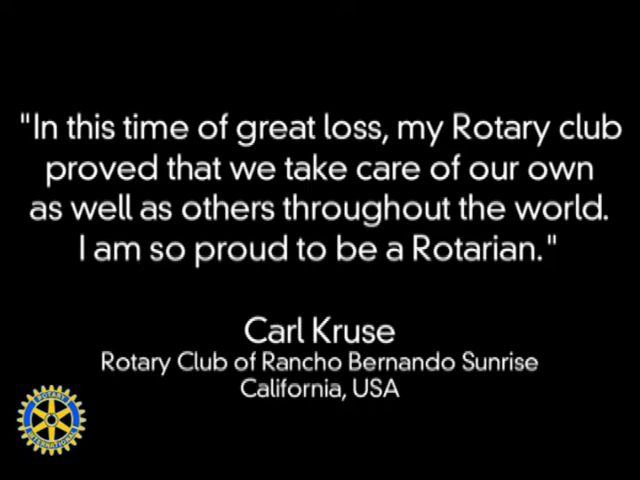 "In this time of great loss, my Rotary club
proved that we take care of our own
as well as others throughout the world.
I am so proud to be a Rotarian."
Carl Kruse
Rotary Club of Rancho Bernando Sunrise
California, USA
ROTARY
INTERNATIONAL